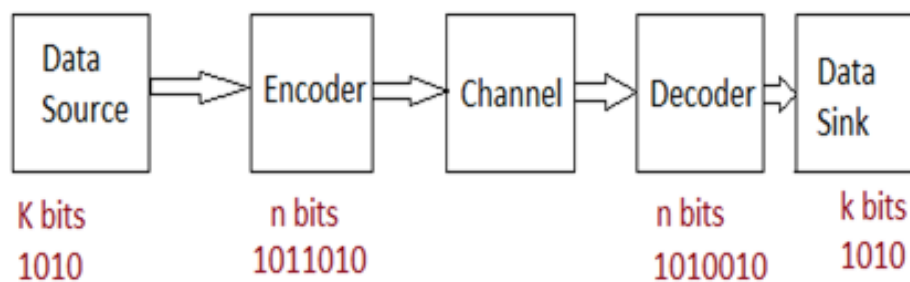 Data
Source
Encoder
Channel
Decoder
Data
Sink
K bits
1010
n bits
1011010
n bits
1010010
k bits
1010